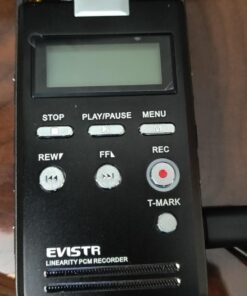 STOP PLAY/PAUSE MENU
REW FF REC
T-MARK
EVISTR
LINEARITY PCM RECORDER